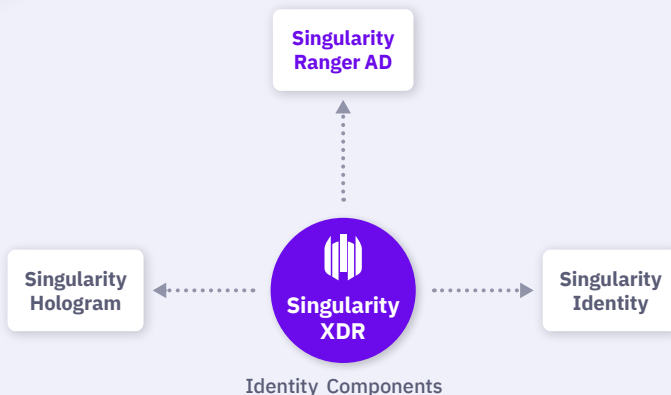 Singularity
Ranger AD
Singularity
Hologram
Singularity
XDR
Singularity
Identity
Identity Components